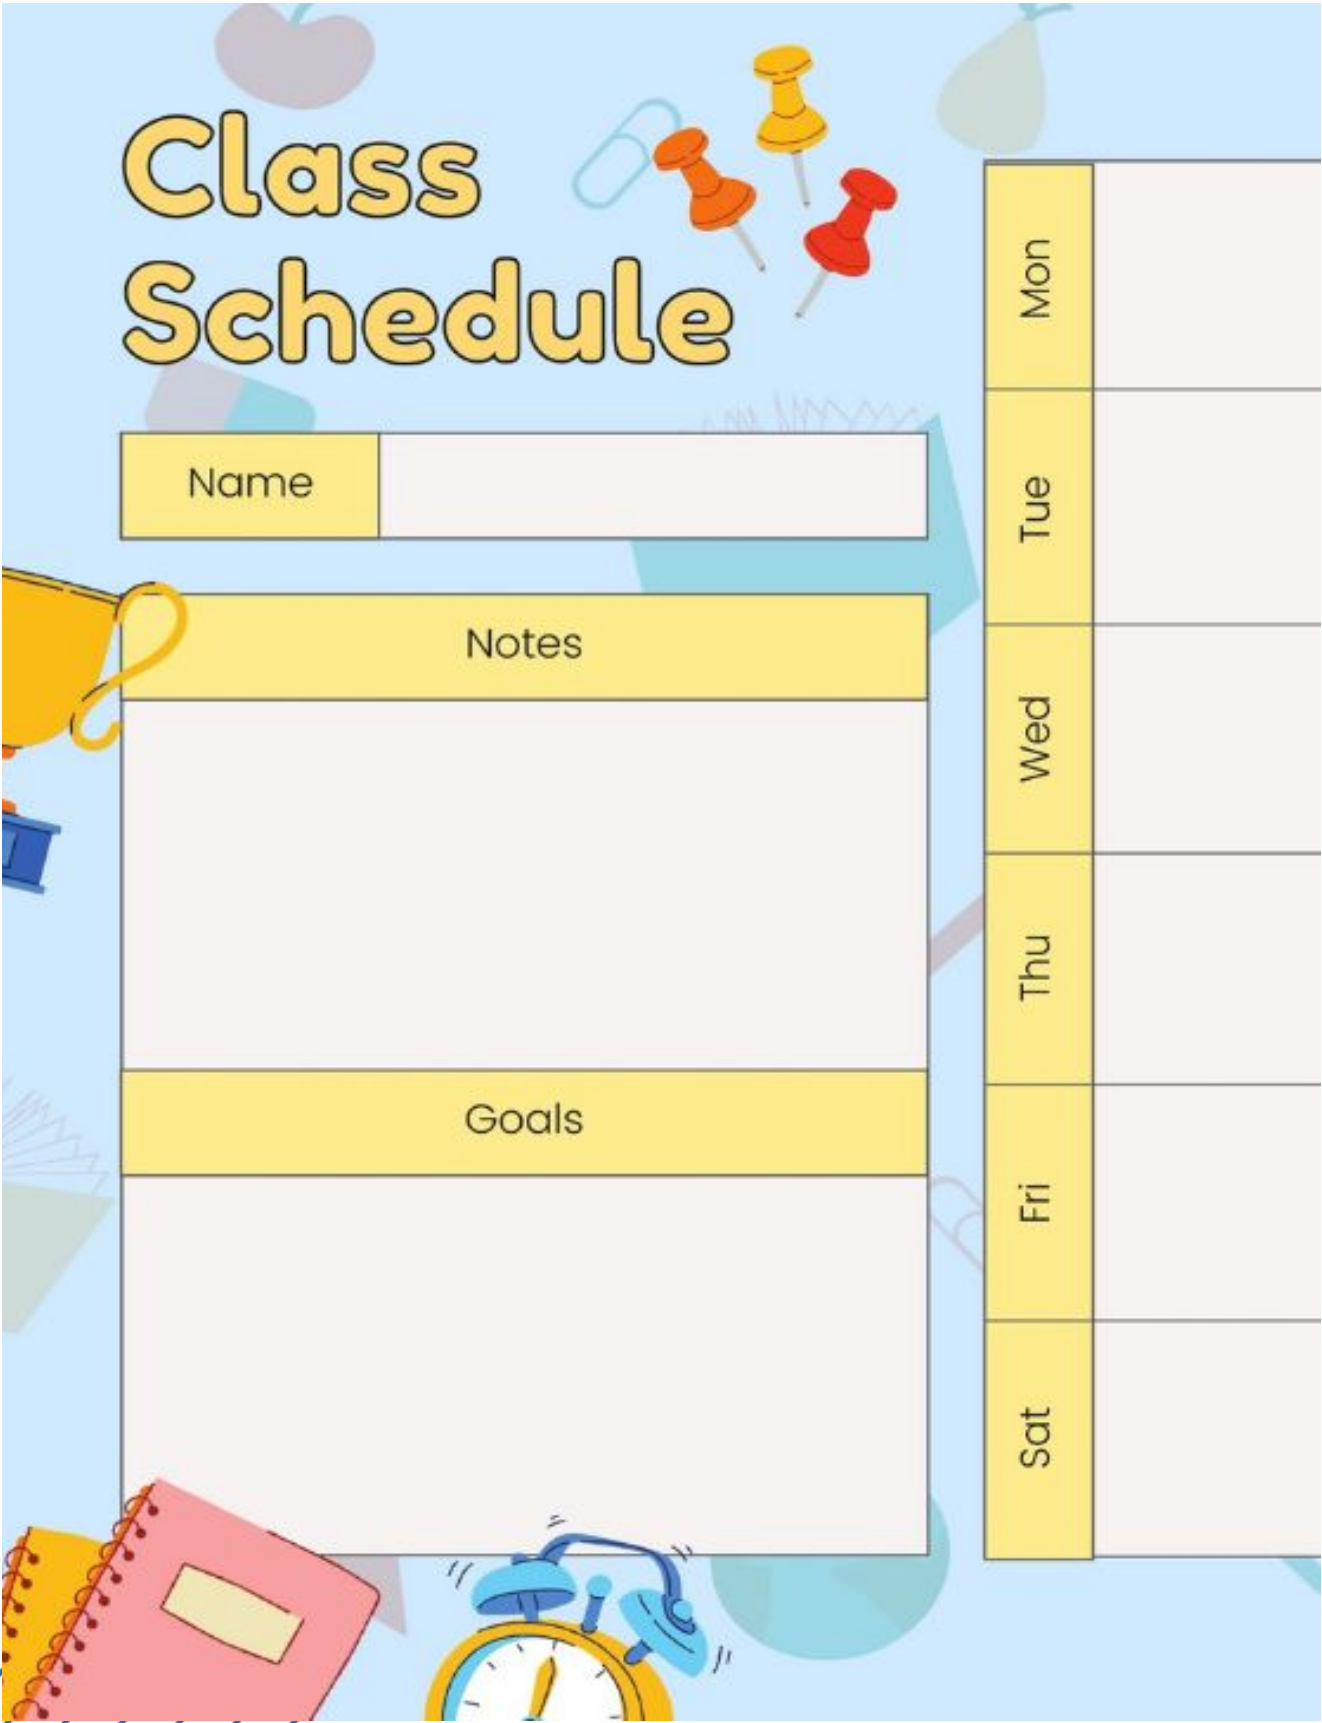 Class
Schedule
Name
Notes
Goals
Mon
Tue
Wed
Thu
Fri
Sat